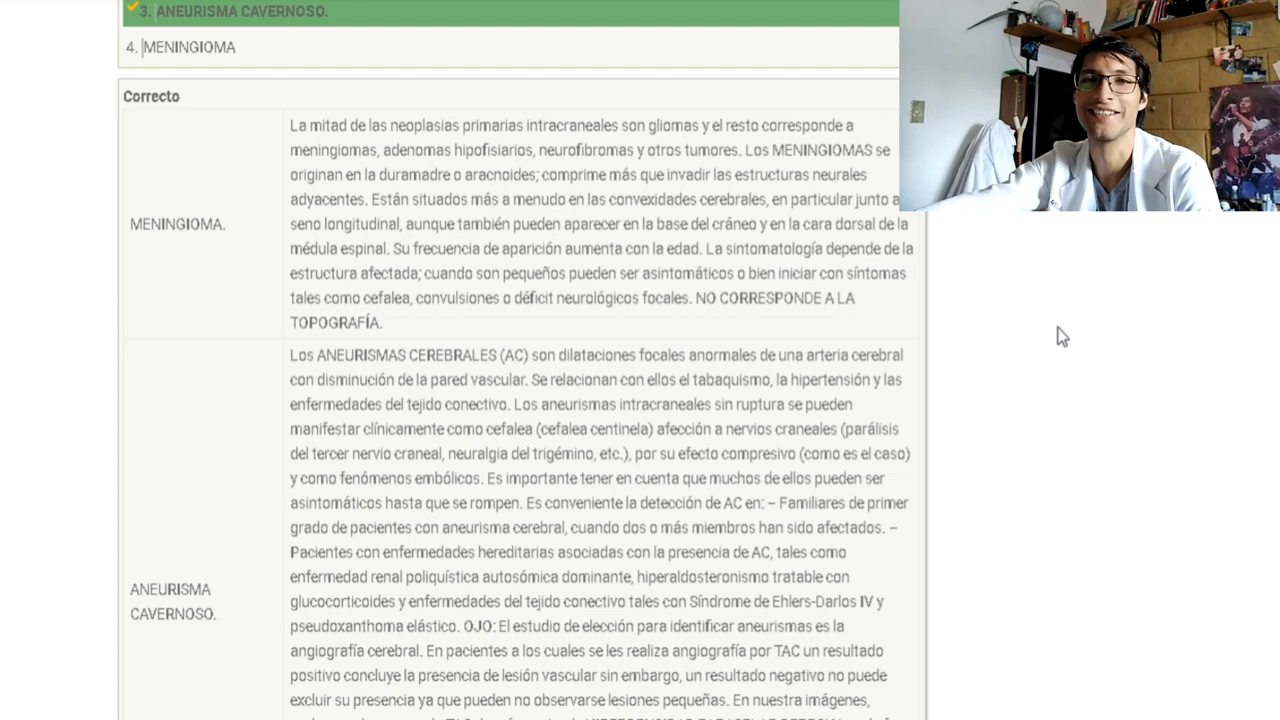 3. ANEURISMA CAVERNOSO.
4. MENINGIOMA
Correcto
MENINGIOMA.
La mitad de las neoplasias primarias intracraneales son gliomas y el resto corresponde a
meningiomas, adenomas hipofisiarios, neurofibromas y otros tumores. Los MENINGIOMAS se
originan en la duramadre o aracnoides; comprime más que invadir las estructuras neurales
adyacentes. Están situados más a menudo en las convexidades cerebrales, en particular junto a
seno longitudinal, aunque también pueden aparecer en la base del cráneo y en la cara dorsal de la
médula espinal. Su frecuencia de aparición aumenta con la edad. La sintomatología depende de la
estructura afectada; cuando son pequeños pueden ser asintomáticos o bien iniciar con síntomas
tales como cefalea, convulsiones o déficit neurológicos focales. NO CORRESPONDE A LA
TOPOGRAFÍA.
ANEURISMA
CAVERNOSO.
Los ANEURISMAS CEREBRALES (AC) son dilataciones focales anormales de una arteria cerebral
con disminución de la pared vascular. Se relacionan con ellos el tabaquismo, la hipertensión y las
enfermedades del tejido conectivo. Los aneurismas intracraneales sin ruptura se pueden
manifestar clínicamente como cefalea (cefalea centinela) afección a nervios craneales (parálisis
del tercer nervio craneal, neuralgia del trigémino, etc.), por su efecto compresivo (como es el caso)
y como fenómenos embólicos. Es importante tener en cuenta que muchos de ellos pueden ser
asintomáticos hasta que se rompen. Es conveniente la detección de AC en: – Familiares de primer
grado de pacientes con aneurisma cerebral, cuando dos o más miembros han sido afectados. –
Pacientes con enfermedades hereditarias asociadas con la presencia de AC, tales como
enfermedad renal poliquística autosómica dominante, hiperaldosteronismo tratable con
glucocorticoides y enfermedades del tejido conectivo tales con Síndrome de Ehlers-Darlos IV y
pseudoxanthoma elástico. OJO: El estudio de elección para identificar aneurismas es la
angiografía cerebral. En pacientes a los cuales se les realiza angiografía por TAC un resultado
positivo concluye la presencia de lesión vascular sin embargo, un resultado negativo no puede
excluir su presencia ya que pueden no observarse lesiones pequeñas. En nuestra imágenes,